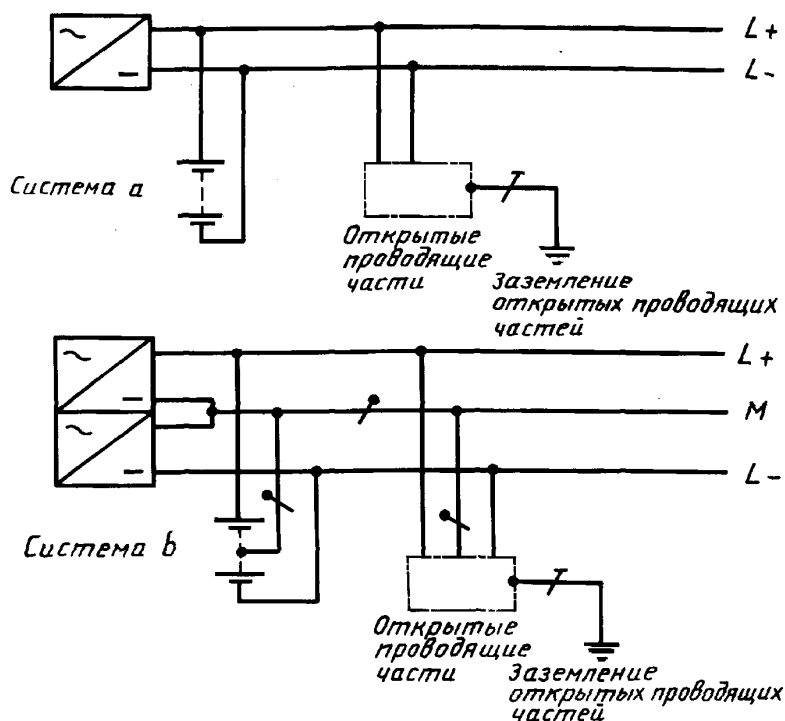 L+
L-
Система a
Открытые
проводящие
части
Заземление
открытых проводящих
частей
L+
M
L-
Система b
Открытые
проводящие
части
Заземление
открытых проводящих
частей